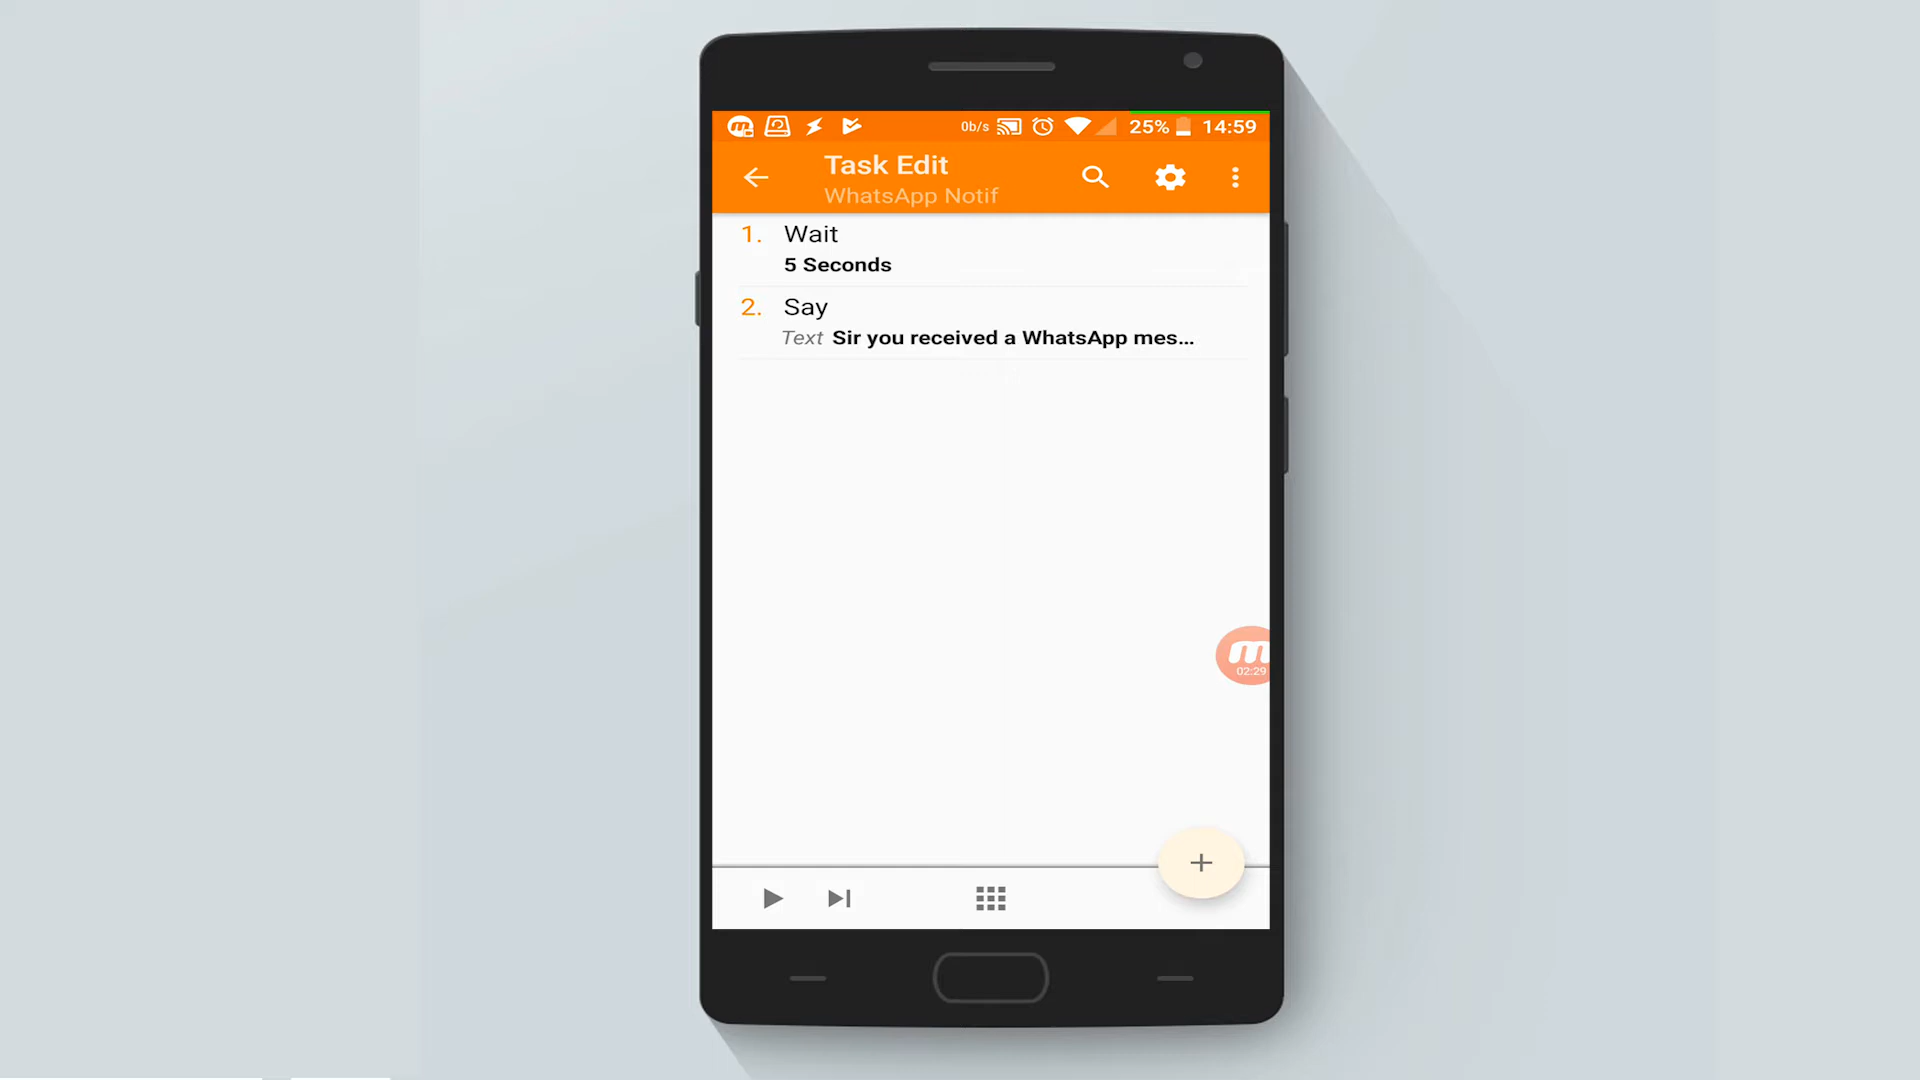 0b/s 25% 14:59
Task Edit
WhatsApp Notif
1. Wait
5 Seconds
2. Say
Text Sir you received a WhatsApp mes...
m
02:29